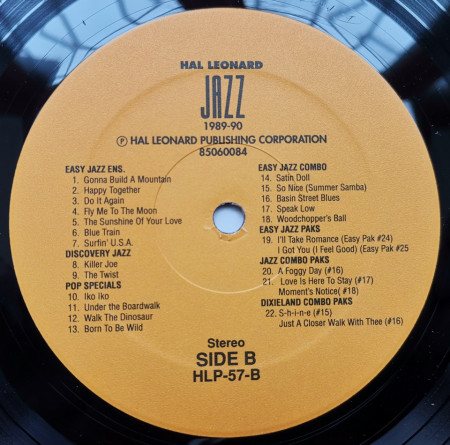 HAL LEONARD
JAZZ
1989-90
Ⓟ HAL LEONARD PUBLISHING CORPORATION
85060084
EASY JAZZ ENS.
1. Gonna Build A Mountain
2. Happy Together
3. Do It Again
4. Fly Me To The Moon
5. The Sunshine Of Your Love
6. Blue Train
7. Surfin' U.S.A.
DISCOVERY JAZZ
8. Killer Joe
9. The Twist
POP SPECIALS
10. Iko Iko
11. Under the Boardwalk
12. Walk The Dinosaur
13. Born To Be Wild
EASY JAZZ COMBO
14. Satin Doll
15. So Nice (Summer Samba)
16. Basin Street Blues
17. Speak Low
18. Woodchopper's Ball
EASY JAZZ PAKS
19. I'll Take Romance (Easy Pak #24)
I Got You (I Feel Good) (Easy Pak #25
JAZZ COMBO PAKS
20. A Foggy Day (#16)
21. Love Is Here To Stay (#17)
Moment's Notice( #18)
DIXIELAND COMBO PAKS
22. S-h-i-n-e (#15)
Just A Closer Walk With Thee (#16)
Stereo
SIDE B
HLP-57-B